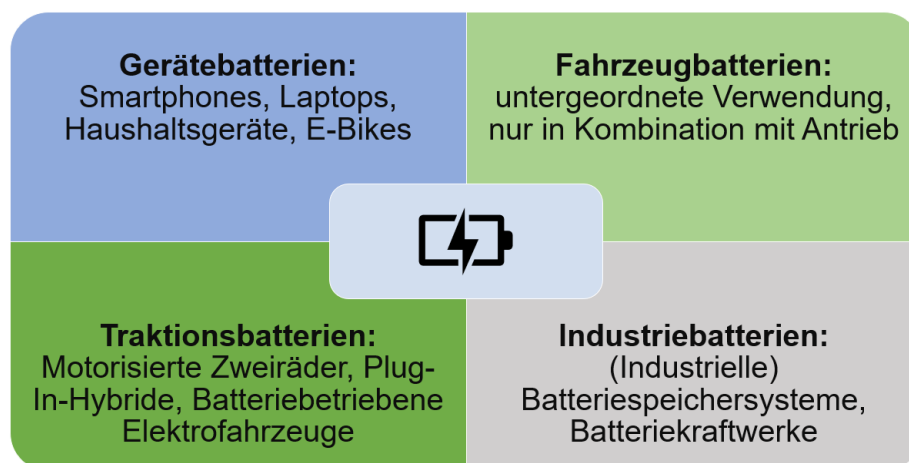 Gerätebatterien:
Smartphones, Laptops,
Haushaltsgeräte, E-Bikes
Fahrzeugbatterien:
untergeordnete Verwendung,
nur in Kombination mit Antrieb
Traktionsbatterien:
Motorisierte Zweiräder, Plug-
In-Hybride, Batteriebetriebene
Elektrofahrzeuge
Industriebatterien:
(Industrielle)
Batteriespeichersysteme,
Batteriekraftwerke